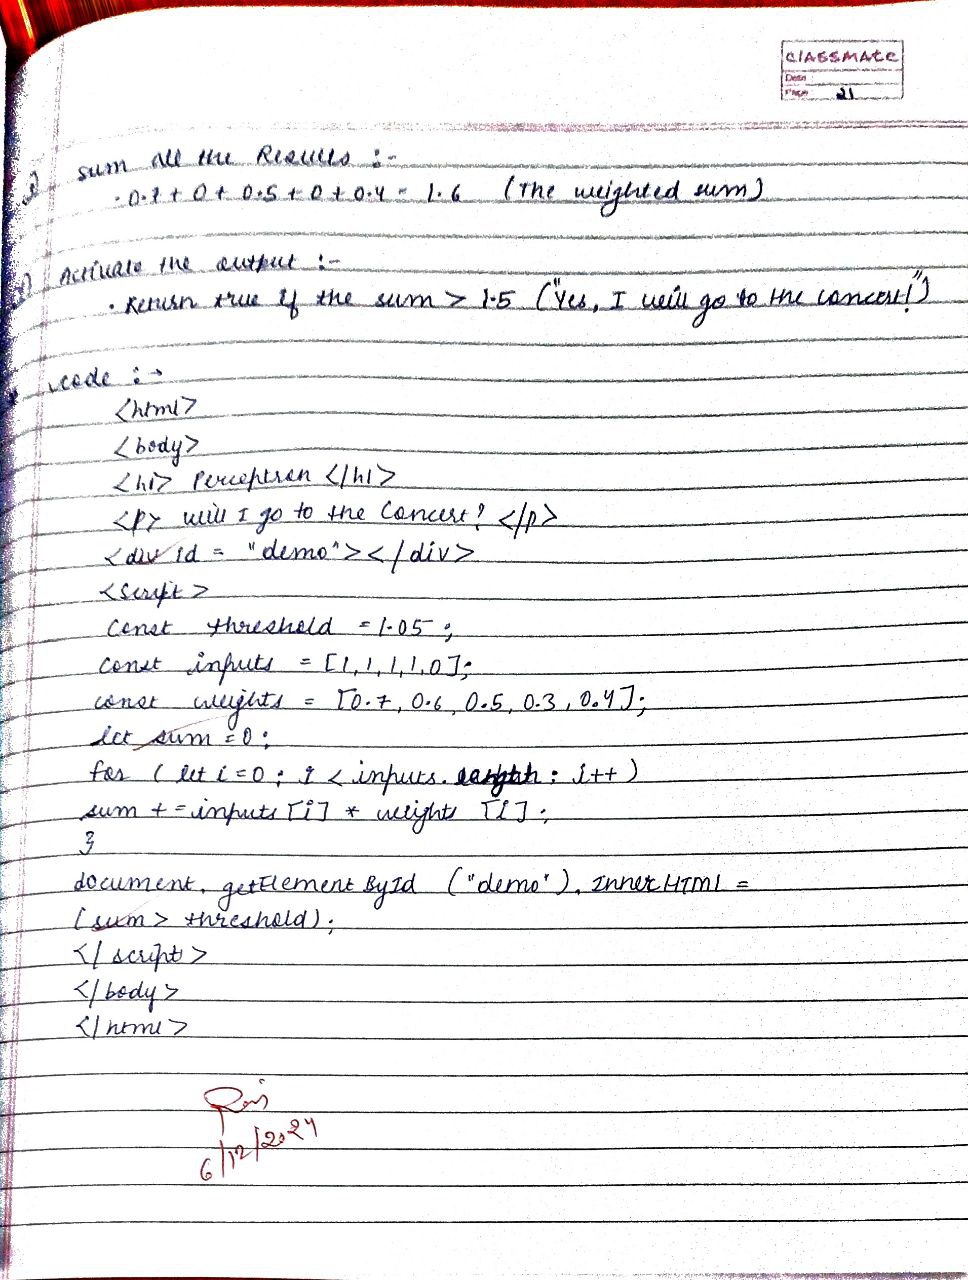 classmate
Date
Page 21
2) Sum All the Results :-
· 0.7 + 0 + 0.5 + 0 + 0.4 = 1.6 (The weighted sum)
Activate the output :-
· Return true if the sum > 1.5 ("Yes, I will go to the concert!")
code :→
<html>
<body>
<h1> Perceptron </h1>
<p> will I go to the Concert? </p>
<div id = "demo"></div>
<Script>
Const threshold = 1.05 ;
const inputs = [1,1,1,1,0];
const weights = [0.7, 0.6, 0.5, 0.3, 0.4];
let sum = 0;
for ( let i = 0 ; i < inputs. length ; i++ )
sum + = inputs [i] * weights [i] ;
}
document. getElement ById ("demo"). InnerHTML =
(sum > threshold);
</ script>
</body>
</html>
6/12/2024